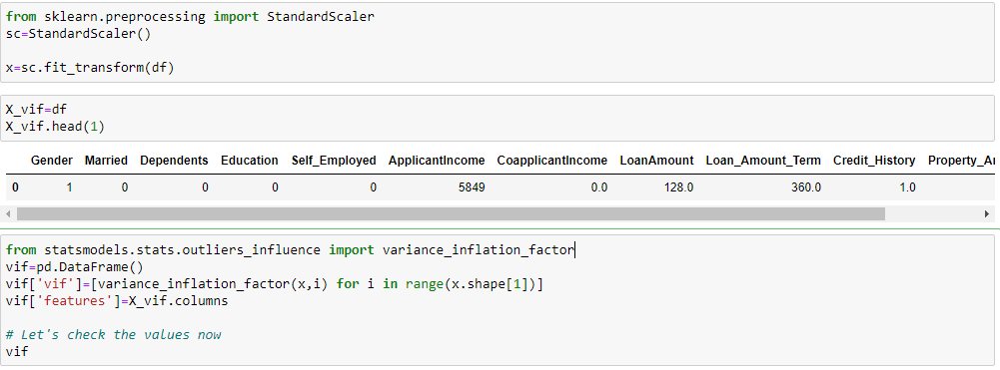 from sklearn.preprocessing import StandardScaler
sc=StandardScaler()
x=sc.fit_transform(df)
X_vif=df
X_vif.head(1)
Gender Married Dependents Education Self_Employed ApplicantIncome CoapplicantIncome LoanAmount Loan_Amount_Term Credit_History Property_Ar
0 1 0 0 0 0 5849 0.0 128.0 360.0 1.0
from statsmodels.stats.outliers_influence import variance_inflation_factor
vif=pd.DataFrame()
vif['vif']=[variance_inflation_factor(x,i) for i in range(x.shape[1])]
vif['features']=X_vif.columns
# Let's check the values now
vif